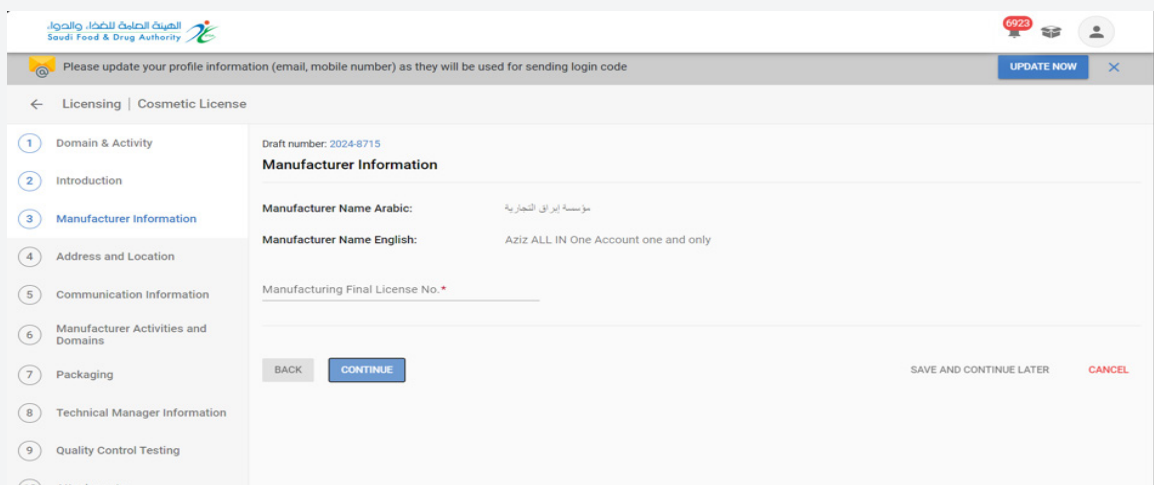 الهيئة العامة للغذاء والدواء
Saudi Food & Drug Authority
6923
Please update your profile information (email, mobile number) as they will be used for sending login code
UPDATE NOW
Licensing | Cosmetic License
1 Domain & Activity
2 Introduction
3 Manufacturer Information
4 Address and Location
5 Communication Information
6 Manufacturer Activities and
Domains
7 Packaging
8 Technical Manager Information
9 Quality Control Testing
Draft number: 2024-8715
Manufacturer Information
Manufacturer Name Arabic: مؤسسة إبراق التجارية
Manufacturer Name English: Aziz ALL IN One Account one and only
Manufacturing Final License No.*
BACK CONTINUE SAVE AND CONTINUE LATER CANCEL